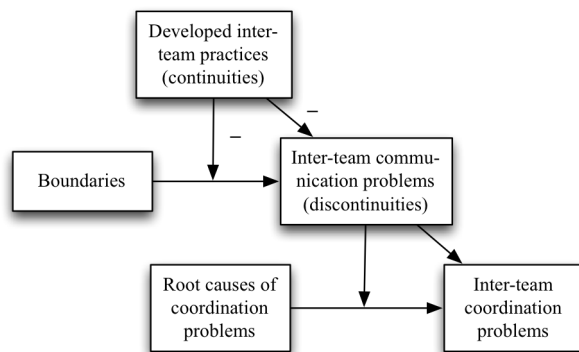 Developed inter-
team practices
(continuities)
–
–
Boundaries
Inter-team commu-
nication problems
(discontinuities)
Root causes of
coordination
problems
Inter-team
coordination
problems